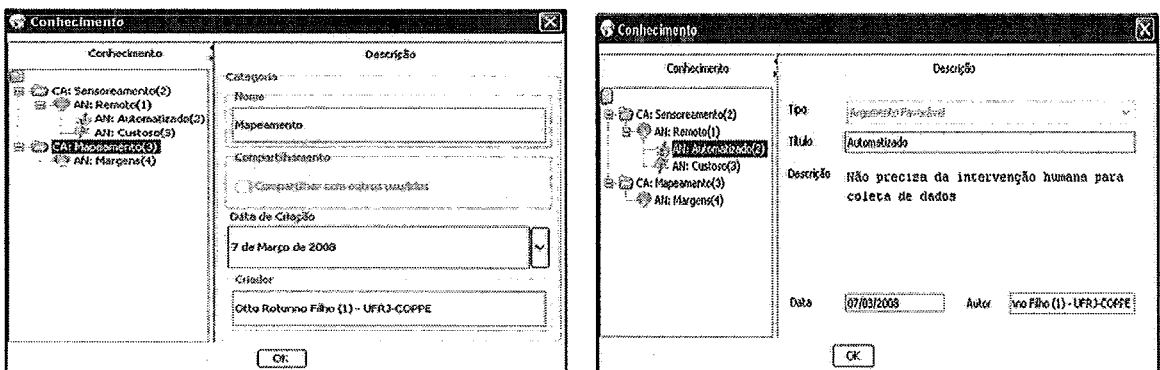 Conhecimento
Conhecimento
Descrição
CA: Sensoreamento(2)
AN: Remoto(1)
AN: Automatizado(2)
AN: Custoso(3)
CA: Mapeamento(3)
AN: Margens(4)
Categoria
Nome
Mapeamento
Compartilhamento
Compartilhar com outros usuários
Data de Criação
7 de Março de 2008
Criador
Otto Rotunno Filho (1) - UFRJ-COPPE
OK
Conhecimento
Conhecimento
Descrição
CA: Sensoreamento(2)
AN: Remoto(1)
AN: Automatizado(2)
AN: Custoso(3)
CA: Mapeamento(3)
AN: Margens(4)
Tipo
Argumento Favorável
Título
Automatizado
Descrição
Não precisa da intervenção humana para
coleta de dados
Data
07/03/2008
Autor
no Filho (1) - UFRJ-COPPE
OK